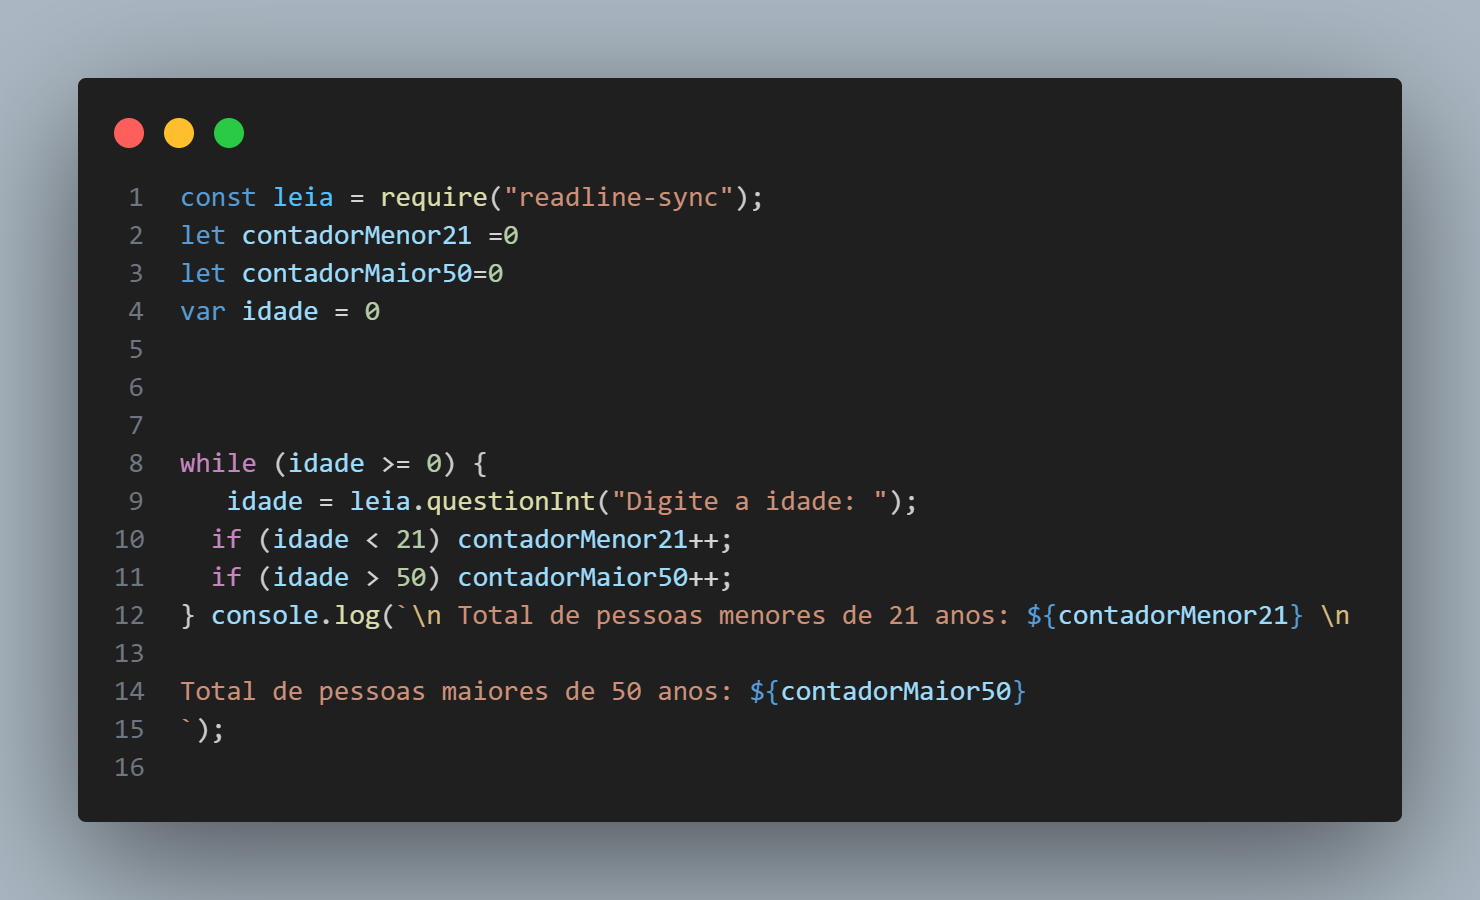 1 const leia = require("readline-sync");
2 let contadorMenor21 =0
3 let contadorMaior50=0
4 var idade = 0
5
6
7
8 while (idade >= 0) {
9    idade = leia.questionInt("Digite a idade: ");
10   if (idade < 21) contadorMenor21++;
11   if (idade > 50) contadorMaior50++;
12 } console.log(`\n Total de pessoas menores de 21 anos: ${contadorMenor21} \n
13
14 Total de pessoas maiores de 50 anos: ${contadorMaior50}
15 `);
16